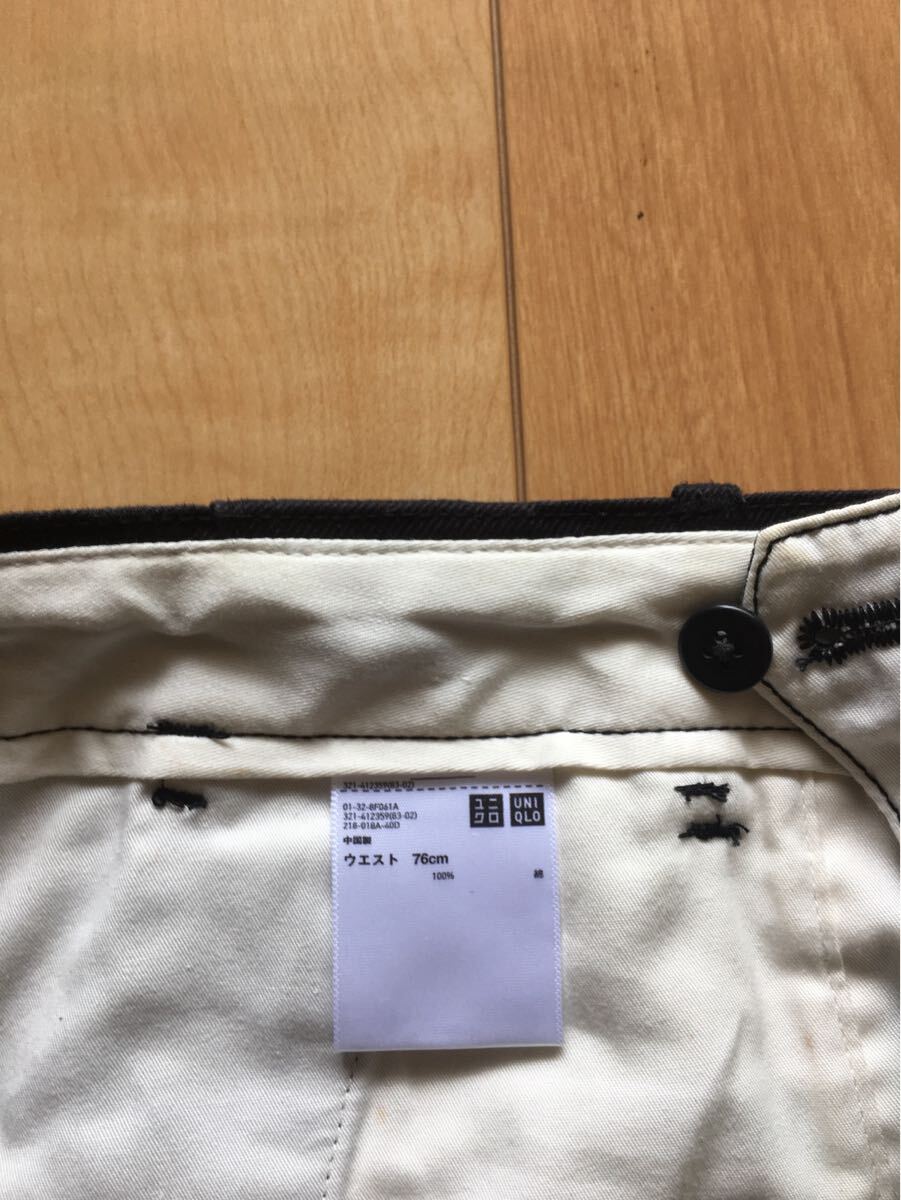 321-412359(83-02)
01-32-8F061A
321-412359(83-02)
218-018A-40D
中国製
ウエスト 76cm
100% 綿
ユニ
クロ
UNI
QLO